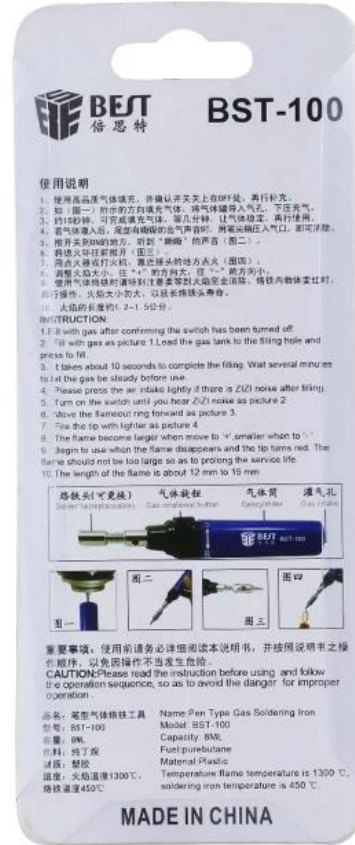 BEST
倍思特
BST-100
使用说明
1、使用高品质气体填充，并确认开关关上在OFF处，再行补充。
2、如（图一）所示的方向填充气体，将气体罐导入气孔，下压充气。
3、约10秒钟，可完成填充气体，等几分钟，让气体稳定，再行使用。
4、若气体灌入后，尾部有嘶嘶的出气声音时，用笔尖稍压入气口，即可消除。
5、推开关到ON的地方，听到“嘶嘶”的声音（图二）。
6、将熄火环往前推开（图三）。
7、用点火器或打火机，靠近接头的地方点火（图四）。
8、调整火焰大小，往“+”的方向大，往“-”的方向小。
9、使用气体烙铁时请特别注意要等到火焰完全消除，烙铁内物体变红时，
再行操作，火焰大小勿大，以延长烙铁头寿命。
10、火焰的长度约1.2-1.5公分。
INSTRUCTION:
1.Fill with gas after confirming the switch has been turned off.
2. Fill with gas as picture 1.Lead the gas tank to the filling hole and
press to fill.
3. It takes about 10 seconds to complete the filling. Wait several minutes
to let the gas be steady before use.
4. Please press the air intake lightly if there is ZIZI noise after filling.
5. Turn on the switch until you hear ZIZI noise as picture 2
6. Move the flameout ring forward as picture 3.
7. Fire the tip with lighter as picture 4
8. The flame become larger when move to '+',smaller when to '-'
9. Begin to use when the flame disappears and the tip turns red. The
flame should not be too large so as to prolong the service life.
10.The length of the flame is about 12 mm to 15 mm
烙铁头(可更换) 气体旋钮 气体筒 灌气孔
Solder tip(replaceable) Gas rotational button Gascylinder Gas intake
BEST BST-100
图一 图二 图三 图四
重要事项：使用前请务必详细阅读本说明书，并按照说明书之操
作顺序，以免因操作不当发生危险。
CAUTION:Please read the instruction before using and follow
the operation sequence, so as to avoid the danger for improper
operation .
品名：笔型气体烙铁工具 Name:Pen Type Gas Soldering Iron
型号：BST-100 Model: BST-100
容量：8ML Capacity: 8ML
燃料：纯丁烷 Fuel:purebutane
材质：塑胶 Material:Plastic
温度：火焰温度1300℃， Temperature flame temperature is 1300 ℃,
烙铁温度450℃ soldering iron temperature is 450 ℃
MADE IN CHINA